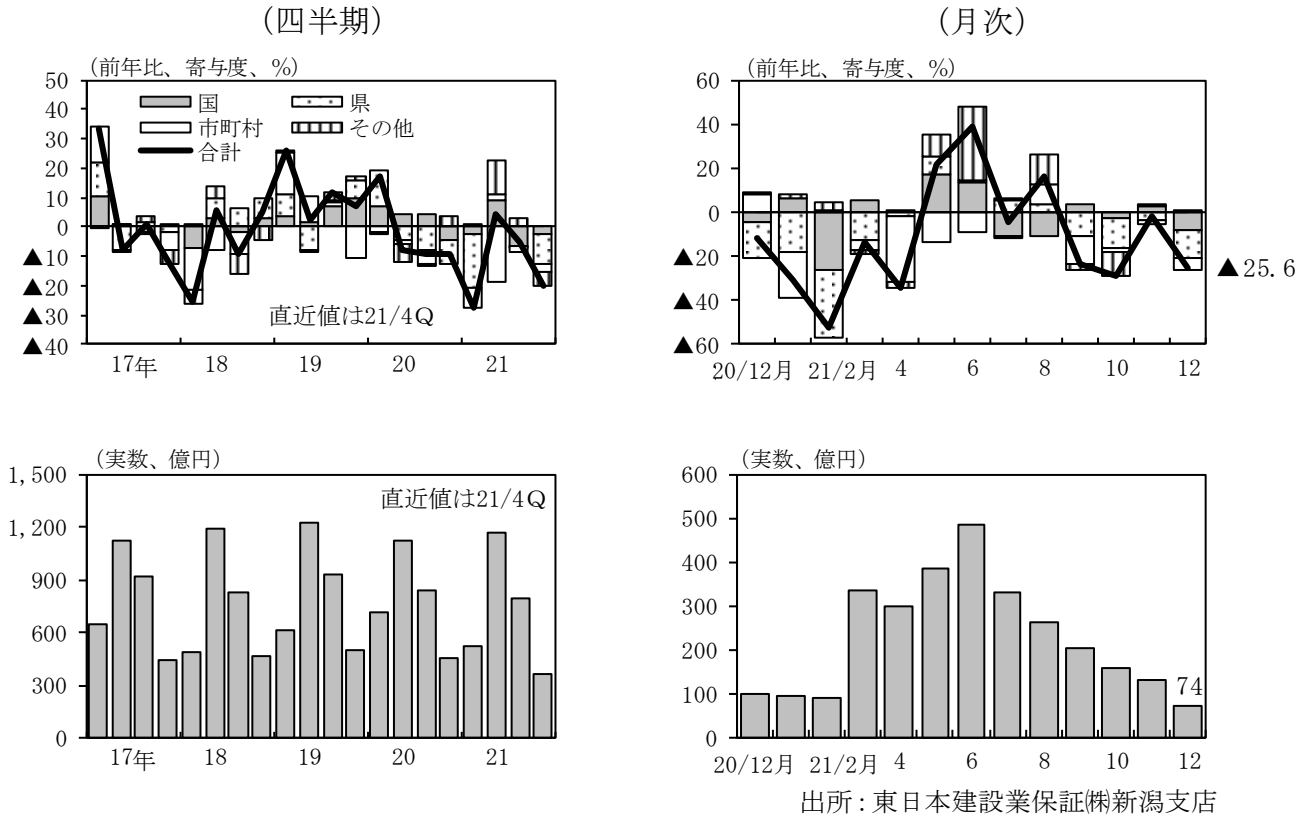 (四半期)
(前年比、寄与度、%)
50
40
30
20
10
0
▲10
▲20
▲30
▲40
国
県
市町村
その他
合計
直近値は21/4Q
17年 18 19 20 21
(月次)
(前年比、寄与度、%)
60
40
20
0
▲20
▲40
▲60
▲25.6
20/12月 21/2月 4 6 8 10 12
(実数、億円)
1,500
1,200
900
600
300
0
直近値は21/4Q
17年 18 19 20 21
(実数、億円)
600
500
400
300
200
100
0
74
20/12月 21/2月 4 6 8 10 12
出所:東日本建設業保証㈱新潟支店